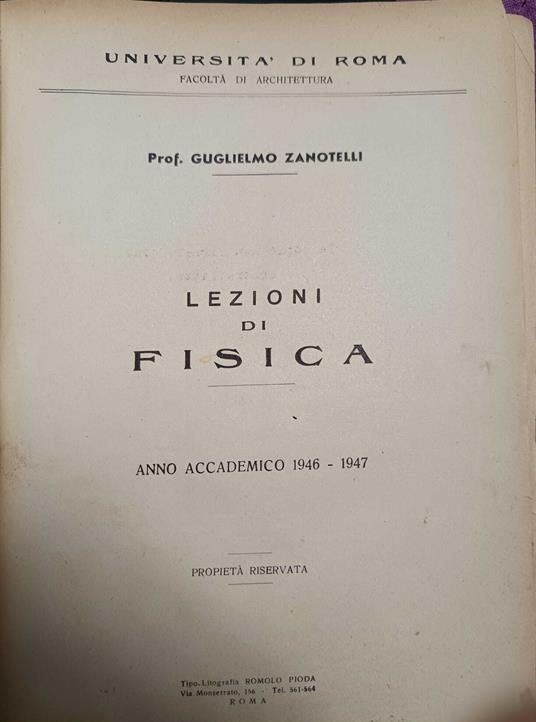 UNIVERSITA' DI ROMA
FACOLTÀ DI ARCHITETTURA
Prof. GUGLIELMO ZANOTELLI
LEZIONI
DI
FISICA
ANNO ACCADEMICO 1946 - 1947
PROPIETÀ RISERVATA
Tipo-Litografia ROMOLO PIODA
Via Monserrato, 156 - Tel. 561-564
ROMA